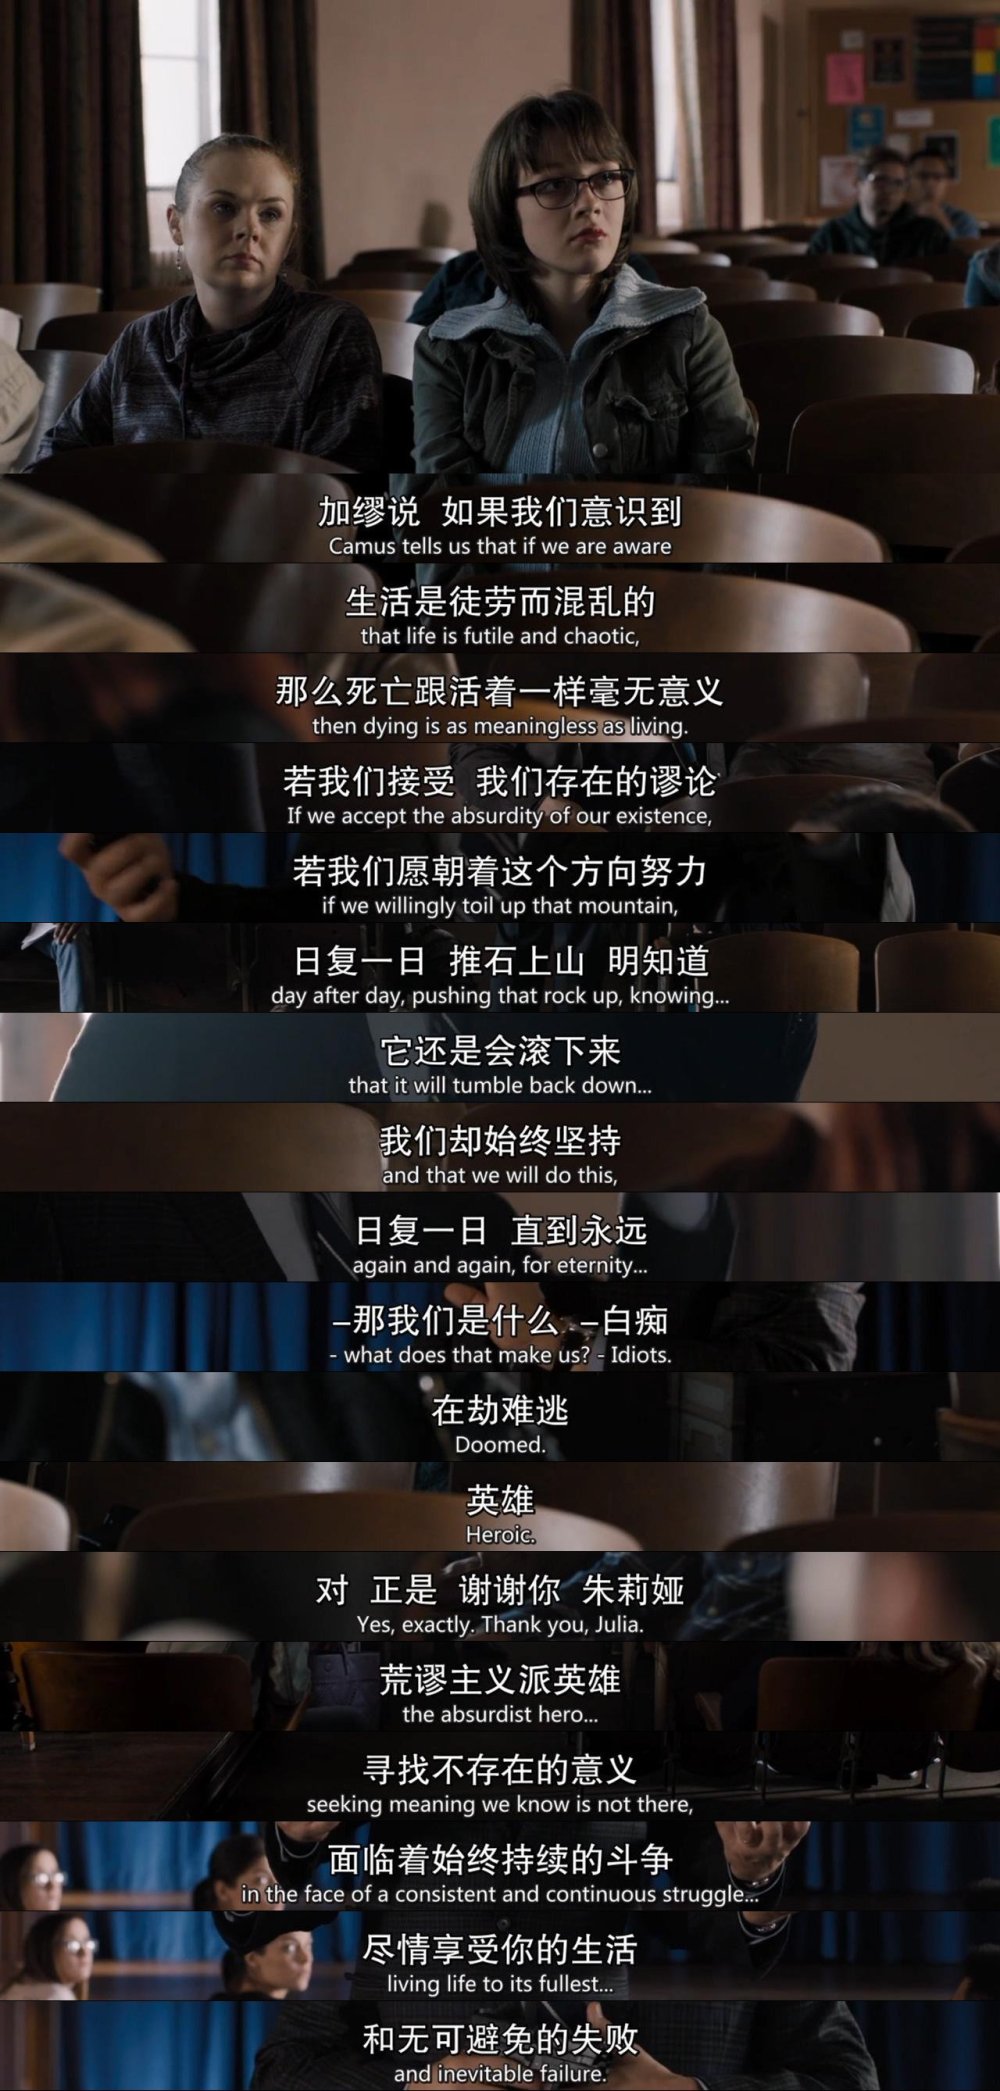 加缪说 如果我们意识到
Camus tells us that if we are aware
生活是徒劳而混乱的
that life is futile and chaotic,
那么死亡跟活着一样毫无意义
then dying is as meaningless as living.
若我们接受 我们存在的谬论
If we accept the absurdity of our existence,
若我们愿朝着这个方向努力
if we willingly toil up that mountain,
日复一日 推石上山 明知道
day after day, pushing that rock up, knowing...
它还是会滚下来
that it will tumble back down...
我们却始终坚持
and that we will do this,
日复一日 直到永远
again and again, for eternity...
–那我们是什么 –白痴
- what does that make us? - Idiots.
在劫难逃
Doomed.
英雄
Heroic.
对 正是 谢谢你 朱莉娅
Yes, exactly. Thank you, Julia.
荒谬主义派英雄
the absurdist hero...
寻找不存在的意义
seeking meaning we know is not there,
面临着始终持续的斗争
in the face of a consistent and continuous struggle...
尽情享受你的生活
living life to its fullest...
和无可避免的失败
and inevitable failure.